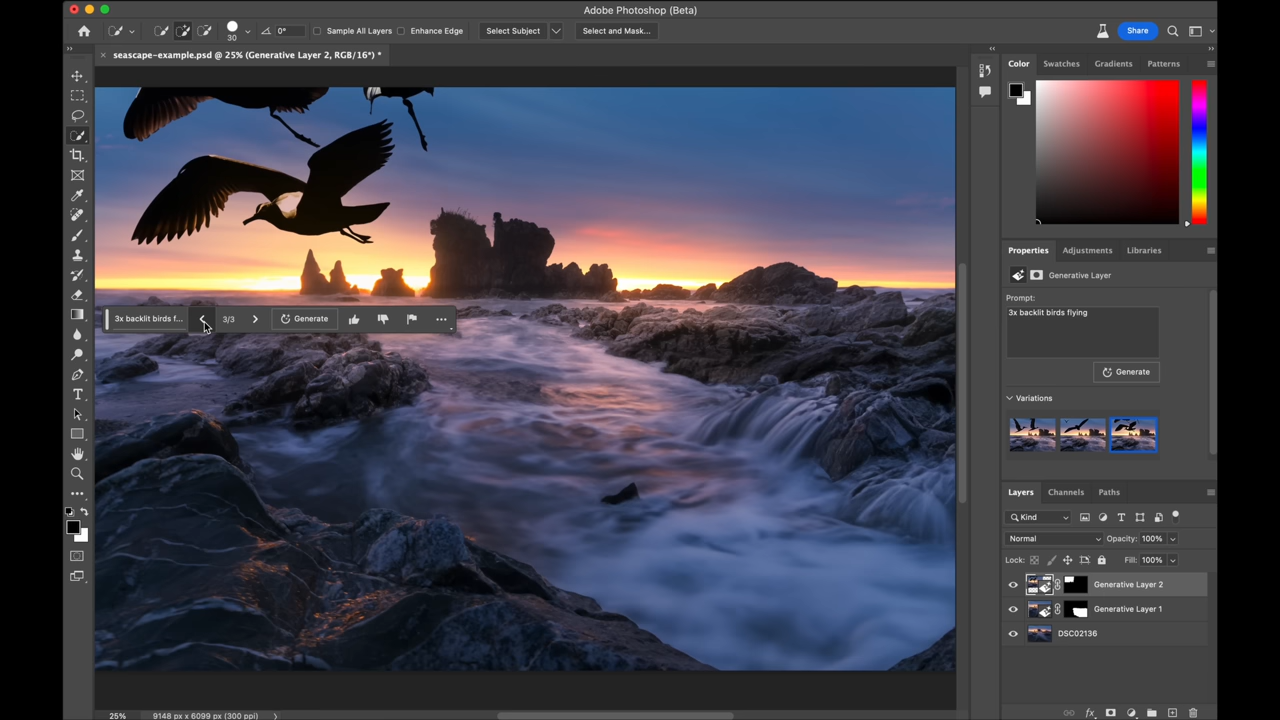 Adobe Photoshop (Beta)
30
0°
Sample All Layers
Enhance Edge
Select Subject
Select and Mask...
Share
seascape-example.psd @ 25% (Generative Layer 2, RGB/16*) *
3x backlit birds f...
3/3
Generate
25%
9148 px x 6099 px (300 ppi)
Color
Swatches
Gradients
Patterns
Properties
Adjustments
Libraries
Generative Layer
Prompt:
3x backlit birds flying
Generate
Variations
Layers
Channels
Paths
Kind
Normal
Opacity: 100%
Lock:
Fill: 100%
Generative Layer 2
Generative Layer 1
DSC02136